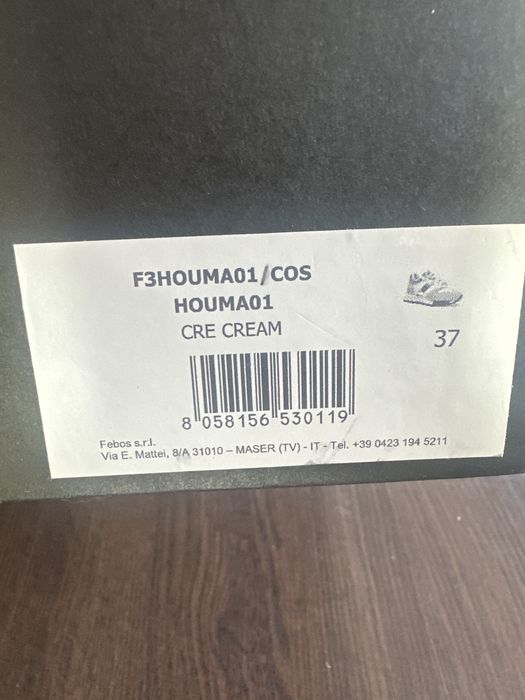 F3HOUMA01/COS
HOUMA01
CRE CREAM
37
8 058156 530119
Febos s.r.l.
Via E. Mattei, 8/A 31010 – MASER (TV) - IT - Tel. +39 0423 194 5211